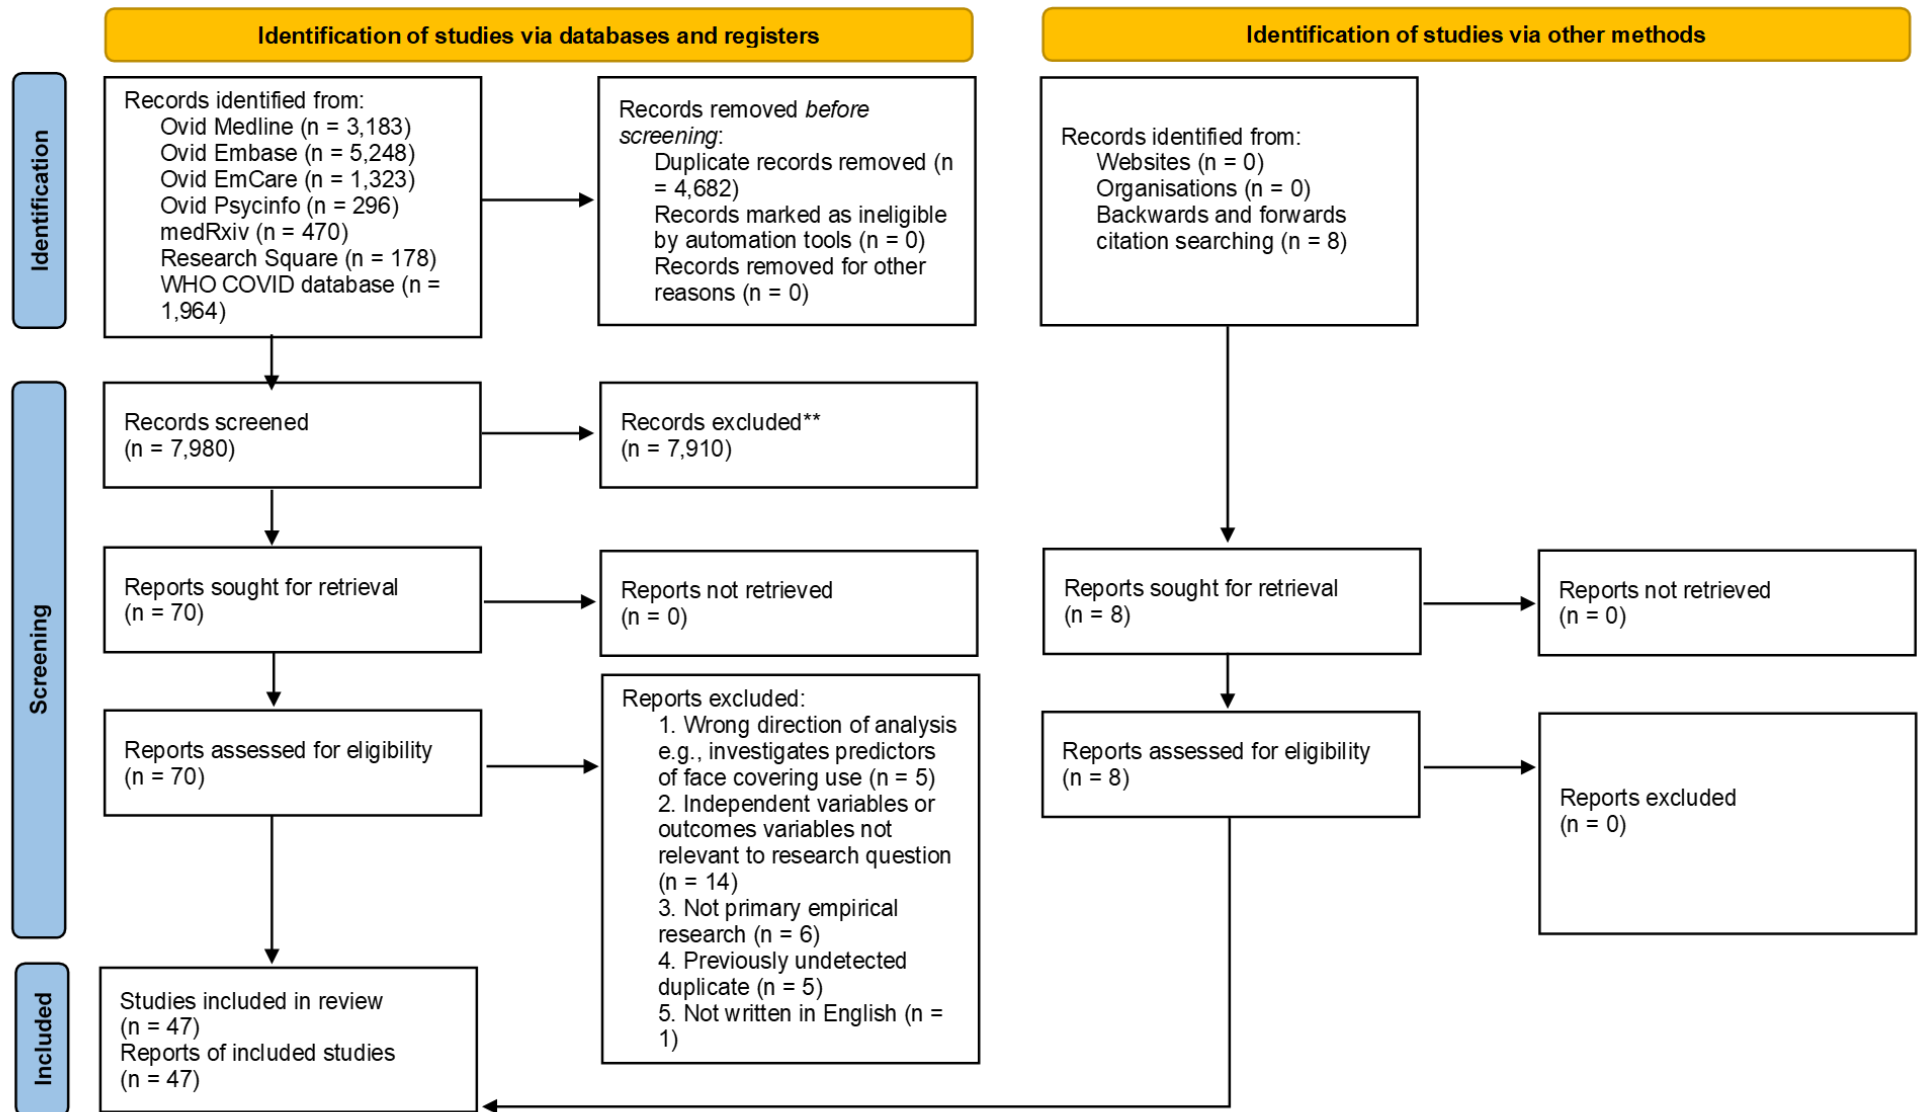 Identification of studies via databases and registers
Identification of studies via other methods
Identification
Records identified from:
Ovid Medline (n = 3,183)
Ovid Embase (n = 5,248)
Ovid EmCare (n = 1,323)
Ovid Psycinfo (n = 296)
medRxiv (n = 470)
Research Square (n = 178)
WHO COVID database (n =
1,964)
Records removed before
screening:
Duplicate records removed (n
= 4,682)
Records marked as ineligible
by automation tools (n = 0)
Records removed for other
reasons (n = 0)
Records identified from:
Websites (n = 0)
Organisations (n = 0)
Backwards and forwards
citation searching (n = 8)
Screening
Records screened
(n = 7,980)
Records excluded**
(n = 7,910)
Reports sought for retrieval
(n = 70)
Reports not retrieved
(n = 0)
Reports sought for retrieval
(n = 8)
Reports not retrieved
(n = 0)
Reports assessed for eligibility
(n = 70)
Reports excluded:
1. Wrong direction of analysis
e.g., investigates predictors
of face covering use (n = 5)
2. Independent variables or
outcomes variables not
relevant to research question
(n = 14)
3. Not primary empirical
research (n = 6)
4. Previously undetected
duplicate (n = 5)
5. Not written in English (n =
1)
Reports assessed for eligibility
(n = 8)
Reports excluded
(n = 0)
Included
Studies included in review
(n = 47)
Reports of included studies
(n = 47)